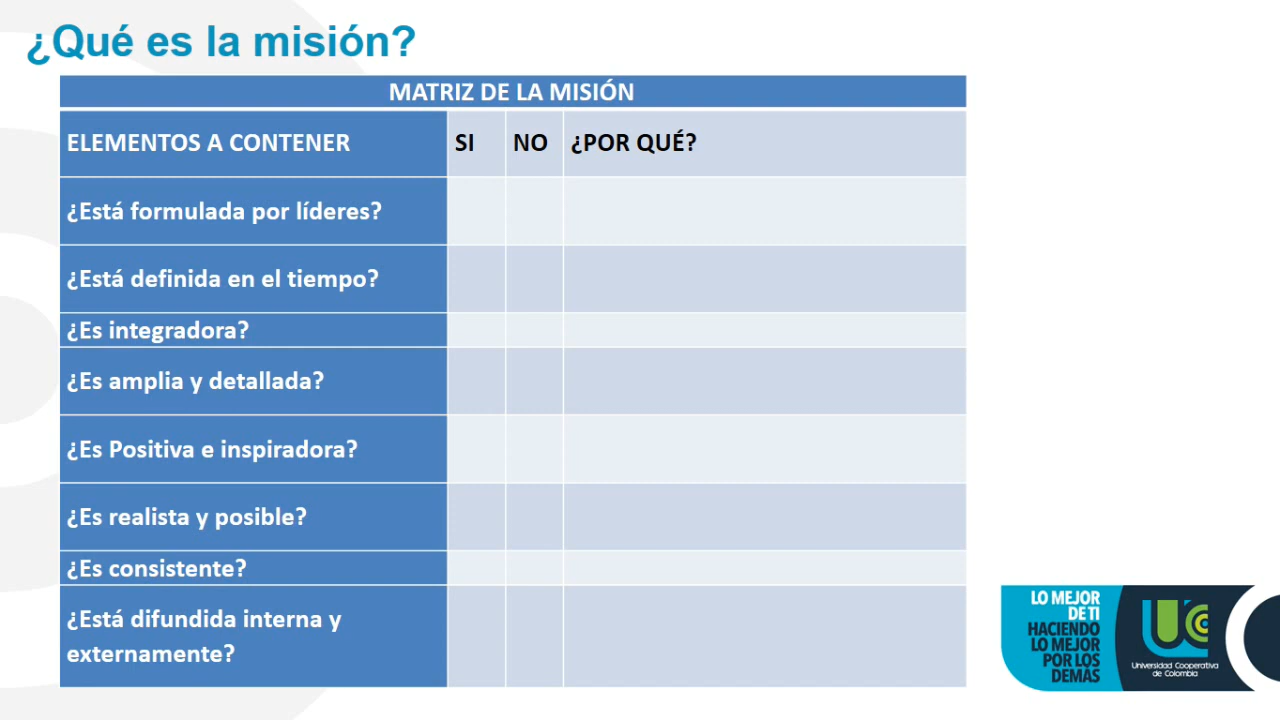 ¿Qué es la misión?
MATRIZ DE LA MISIÓN
ELEMENTOS A CONTENER SI NO ¿POR QUÉ?
¿Está formulada por líderes?
¿Está definida en el tiempo?
¿Es integradora?
¿Es amplia y detallada?
¿Es Positiva e inspiradora?
¿Es realista y posible?
¿Es consistente?
¿Está difundida interna y
externamente?
LO MEJOR
DE TI
HACIENDO
LO MEJOR
POR LOS
DEMÁS
UCC
Universidad Cooperativa
de Colombia